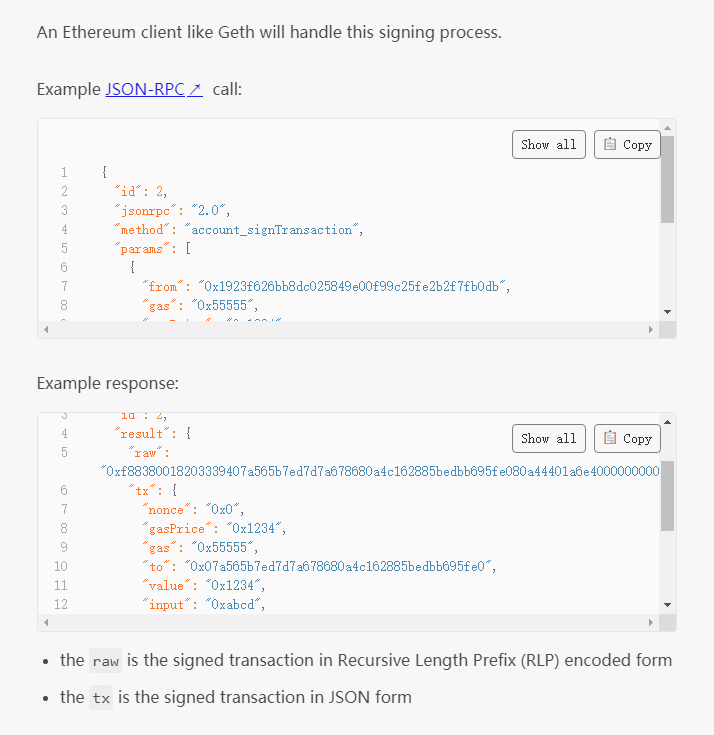 An Ethereum client like Geth will handle this signing process.
Example JSON-RPC↗ call:
Show all
📋 Copy
1 {
2 "id": 2,
3 "jsonrpc": "2.0",
4 "method": "account_signTransaction",
5 "params": [
6 {
7 "from": "0x1923f626bb8dc025849e00f99c25fe2b2f7fb0db",
8 "gas": "0x55555",
Example response:
Show all
📋 Copy
3 "id": 2,
4 "result": {
5 "raw":
"0xf88380018203339407a565b7ed7d7a678680a4c162885bedbb695fe080a44401a6e4000000000
6 "tx": {
7 "nonce": "0x0",
8 "gasPrice": "0x1234",
9 "gas": "0x55555",
10 "to": "0x07a565b7ed7d7a678680a4c162885bedbb695fe0",
11 "value": "0x1234",
12 "input": "0xabcd",
• the raw is the signed transaction in Recursive Length Prefix (RLP) encoded form
• the tx is the signed transaction in JSON form